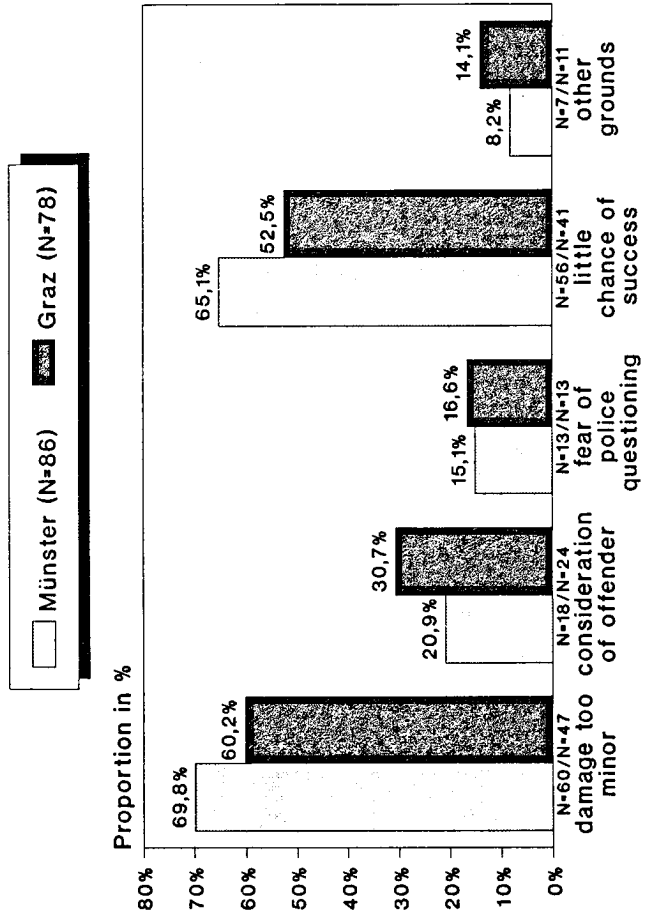 Münster (N=86) Graz (N=78)
Proportion in %
80%
70%
60%
50%
40%
30%
20%
10%
0%
69,8%
60,2%
20,9%
30,7%
15,1%
16,6%
65,1%
52,5%
8,2%
14,1%
N=60/N=47
damage too
minor
N=18/N=24
consideration
of offender
N=13/N=13
fear of
police
questioning
N=56/N=41
little
chance of
success
N=7/N=11
other
grounds